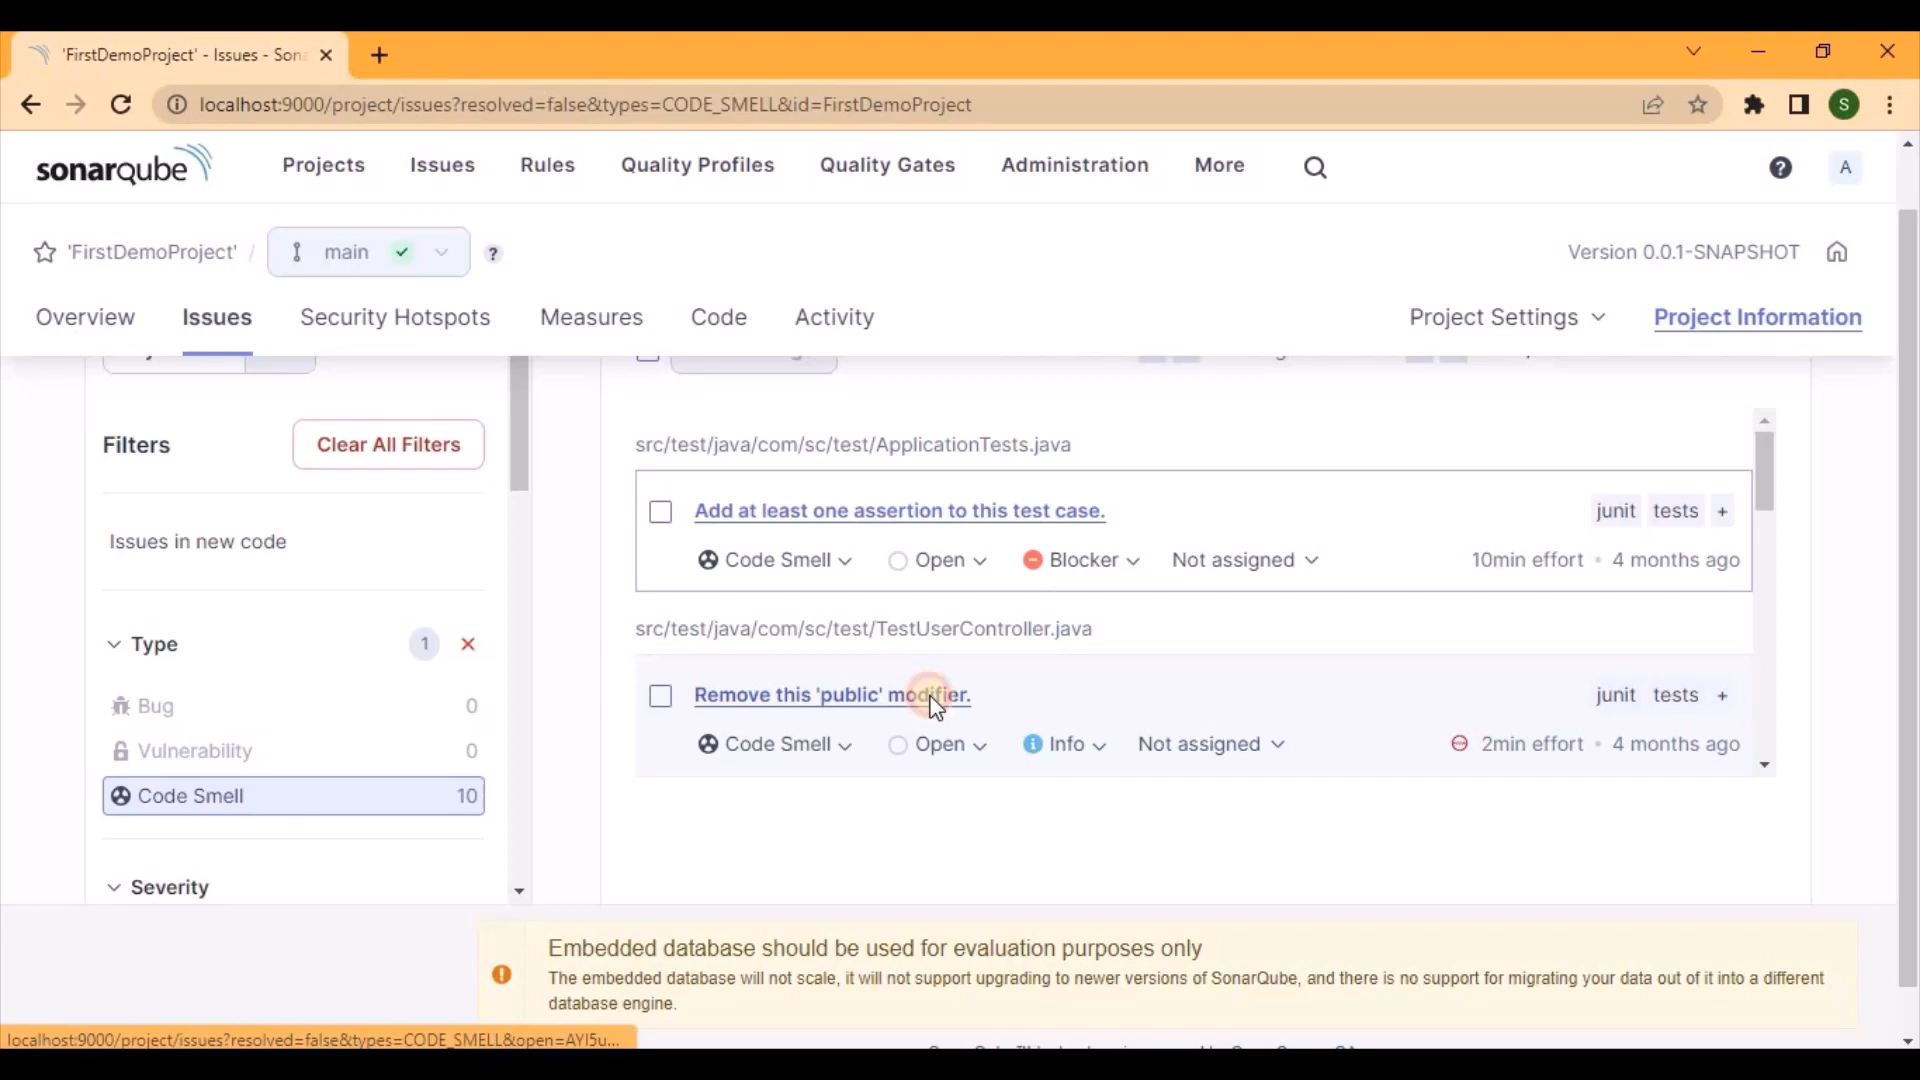 'FirstDemoProject' - Issues - Son
localhost:9000/project/issues?resolved=false&types=CODE_SMELL&id=FirstDemoProject
S
sonarqube Projects Issues Rules Quality Profiles Quality Gates Administration More ? A
'FirstDemoProject' / main ? Version 0.0.1-SNAPSHOT
Overview Issues Security Hotspots Measures Code Activity Project Settings Project Information
Filters Clear All Filters
Issues in new code
Type 1
Bug 0
Vulnerability 0
Code Smell 10
Severity
src/test/java/com/sc/test/ApplicationTests.java
Add at least one assertion to this test case. junit tests +
Code Smell Open Blocker Not assigned 10min effort • 4 months ago
src/test/java/com/sc/test/TestUserController.java
Remove this 'public' modifier. junit tests +
Code Smell Open Info Not assigned 2min effort • 4 months ago
Embedded database should be used for evaluation purposes only
The embedded database will not scale, it will not support upgrading to newer versions of SonarQube, and there is no support for migrating your data out of it into a different
database engine.
localhost:9000/project/issues?resolved=false&types=CODE_SMELL&open=AYI5u...